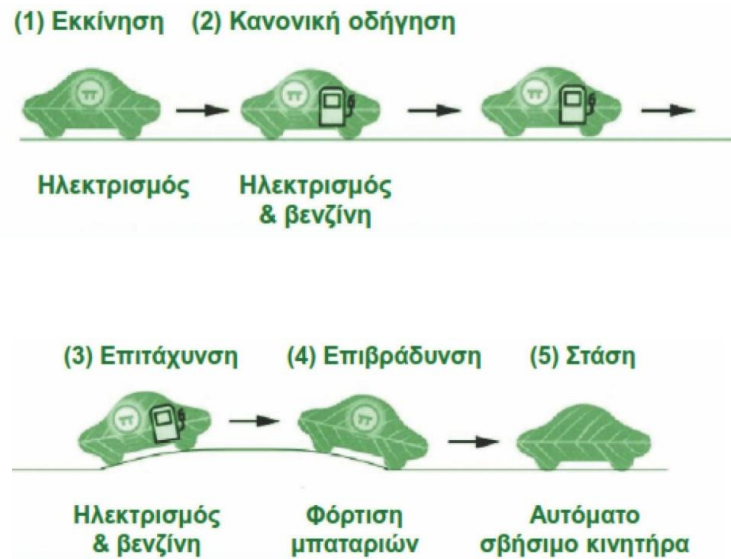 (1) Εκκίνηση (2) Κανονική οδήγηση
Ηλεκτρισμός
Ηλεκτρισμός
& βενζίνη
(3) Επιτάχυνση (4) Επιβράδυνση (5) Στάση
Ηλεκτρισμός
& βενζίνη
Φόρτιση
μπαταριών
Αυτόματο
σβήσιμο κινητήρα